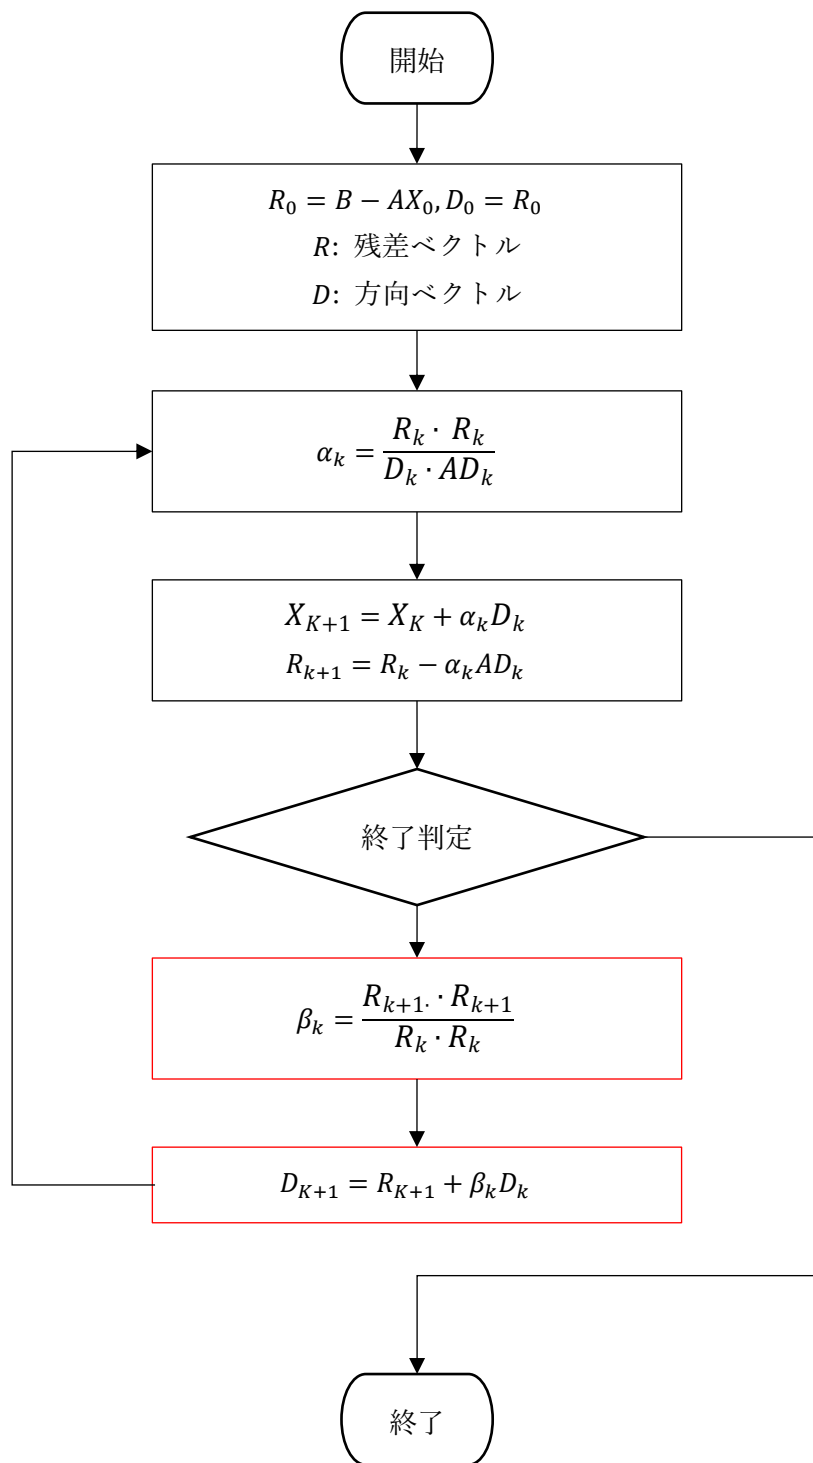 開始
R_0 = B − AX_0, D_0 = R_0
R: 残差ベクトル
D: 方向ベクトル
α_k = \frac{R_k · R_k}{D_k · AD_k}
X_{K+1} = X_K + α_k D_k
R_{k+1} = R_k − α_k AD_k
終了判定
β_k = \frac{R_{k+1·} · R_{k+1}}{R_k · R_k}
D_{K+1} = R_{K+1} + β_k D_k
終了